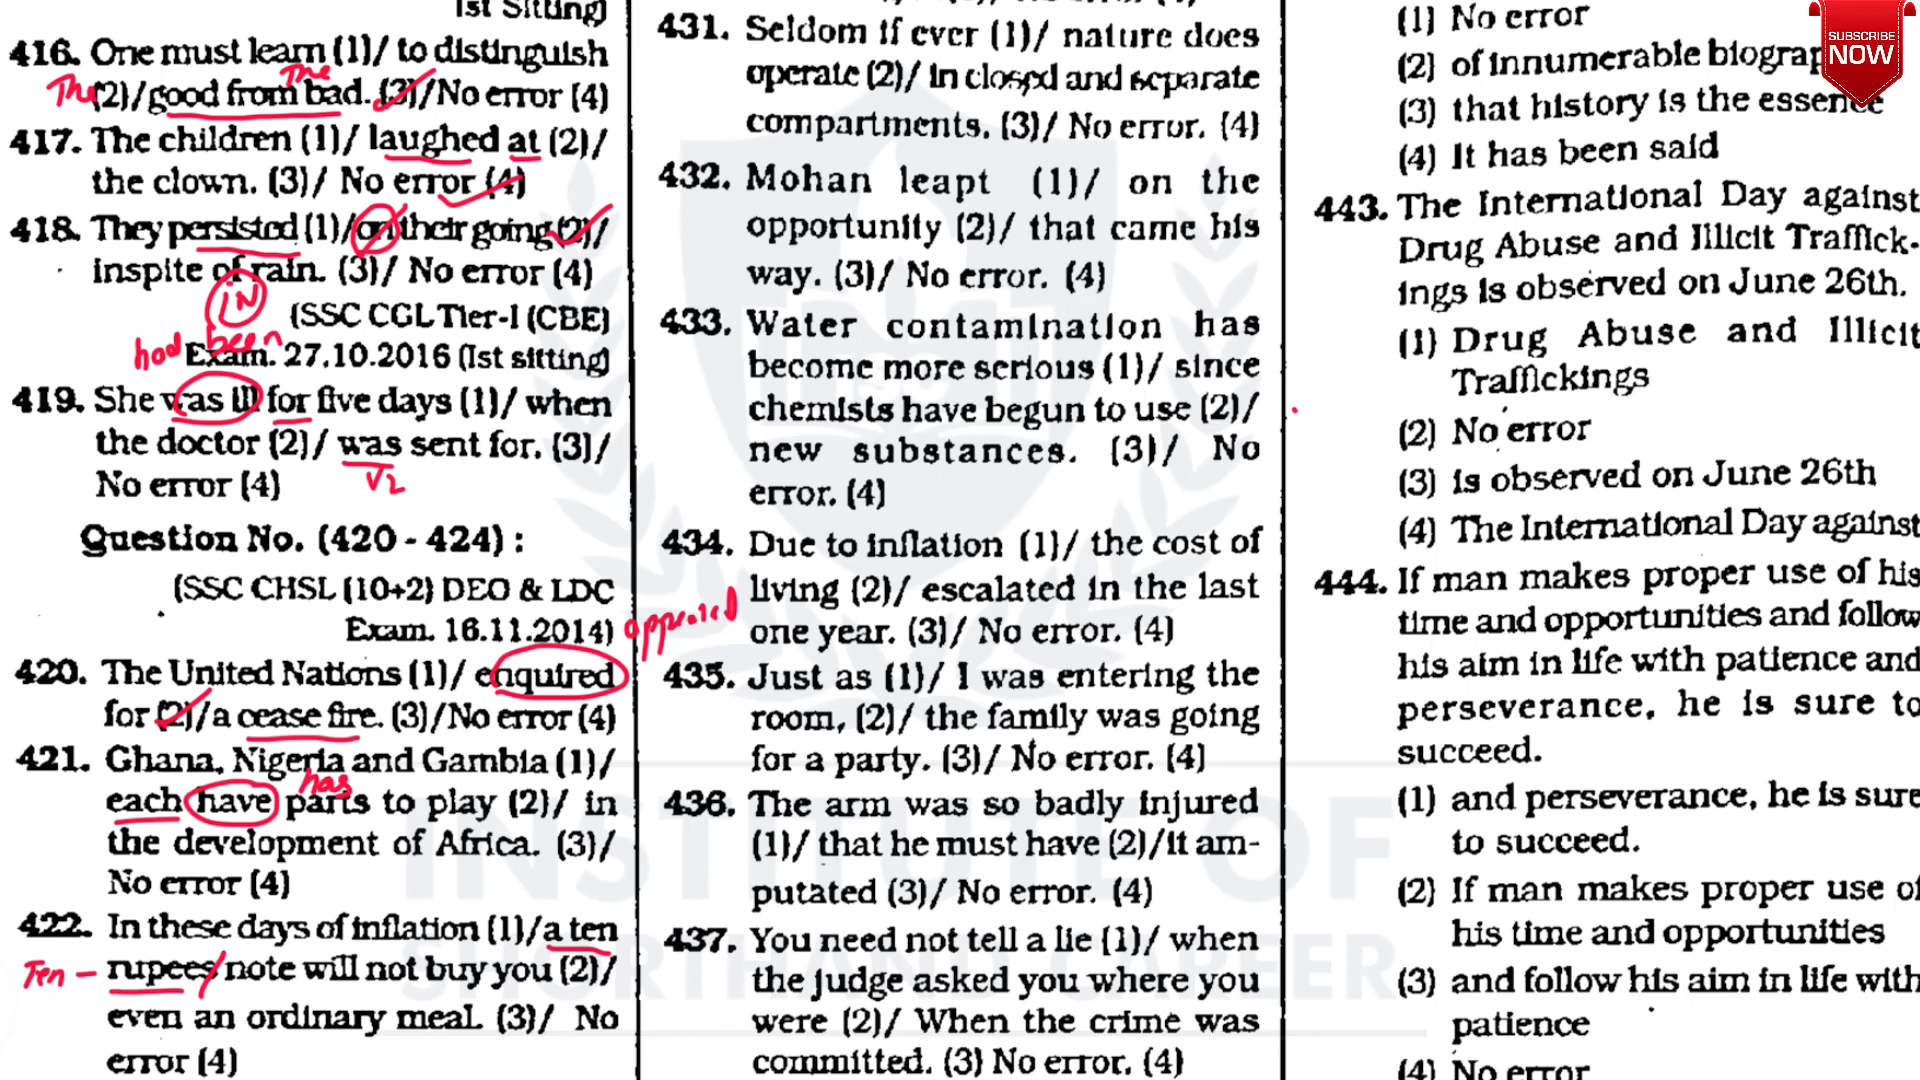 Ist Sitting)
416. One must learn (1)/ to distinguish
The
The (2)/good from bad. (3)/No error (4)
417. The children (1)/ laughed at (2)/
the clown. (3)/ No error (4)
418. They persisted (1)/on their going (2)/
inspite of rain. (3)/ No error (4)
IN
(SSC CGL Tier-I (CBE)
had been
Exam. 27.10.2016 (Ist sitting)
419. She was ill for five days (1)/ when
the doctor (2)/ was sent for. (3)/
V2
No error (4)
Question No. (420 - 424) :
(SSC CHSL (10+2) DEO & LDC
Exam. 16.11.2014)
420. The United Nations (1)/ enquired
for (2)/a cease fire. (3)/No error (4)
421. Ghana, Nigeria and Gambia (1)/
has
each have parts to play (2)/ in
the development of Africa. (3)/
No error (4)
422. In these days of inflation (1)/a ten
Ten – rupees note will not buy you (2)/
even an ordinary meal. (3)/ No
error (4)
431. Seldom if ever (1)/ nature does
operate (2)/ in closed and separate
compartments. (3)/ No error. (4)
432. Mohan leapt (1)/ on the
opportunity (2)/ that came his
way. (3)/ No error. (4)
433. Water contamination has
become more serious (1)/ since
chemists have begun to use (2)/
new substances. (3)/ No
error. (4)
434. Due to inflation (1)/ the cost of
living (2)/ escalated in the last
one year. (3)/ No error. (4)
435. Just as (1)/ I was entering the
room, (2)/ the family was going
for a party. (3)/ No error. (4)
436. The arm was so badly injured
(1)/ that he must have (2)/it am-
putated (3)/ No error. (4)
437. You need not tell a lie (1)/ when
the judge asked you where you
were (2)/ When the crime was
committed. (3) No error. (4)
(1) No error
(2) of innumerable biograp
(3) that history is the essence
(4) It has been said
443. The International Day against
Drug Abuse and Illicit Traffick-
ings is observed on June 26th.
(1) Drug Abuse and Illicit
Traffickings
(2) No error
(3) is observed on June 26th
(4) The International Day against
444. If man makes proper use of his
time and opportunities and follow
his aim in life with patience and
perseverance, he is sure to
succeed.
(1) and perseverance, he is sure
to succeed.
(2) If man makes proper use of
his time and opportunities
(3) and follow his aim in life with
patience
(4) No error
SUBSCRIBE
NOW
INSTITUTE OF
SHORTHAND CAREER